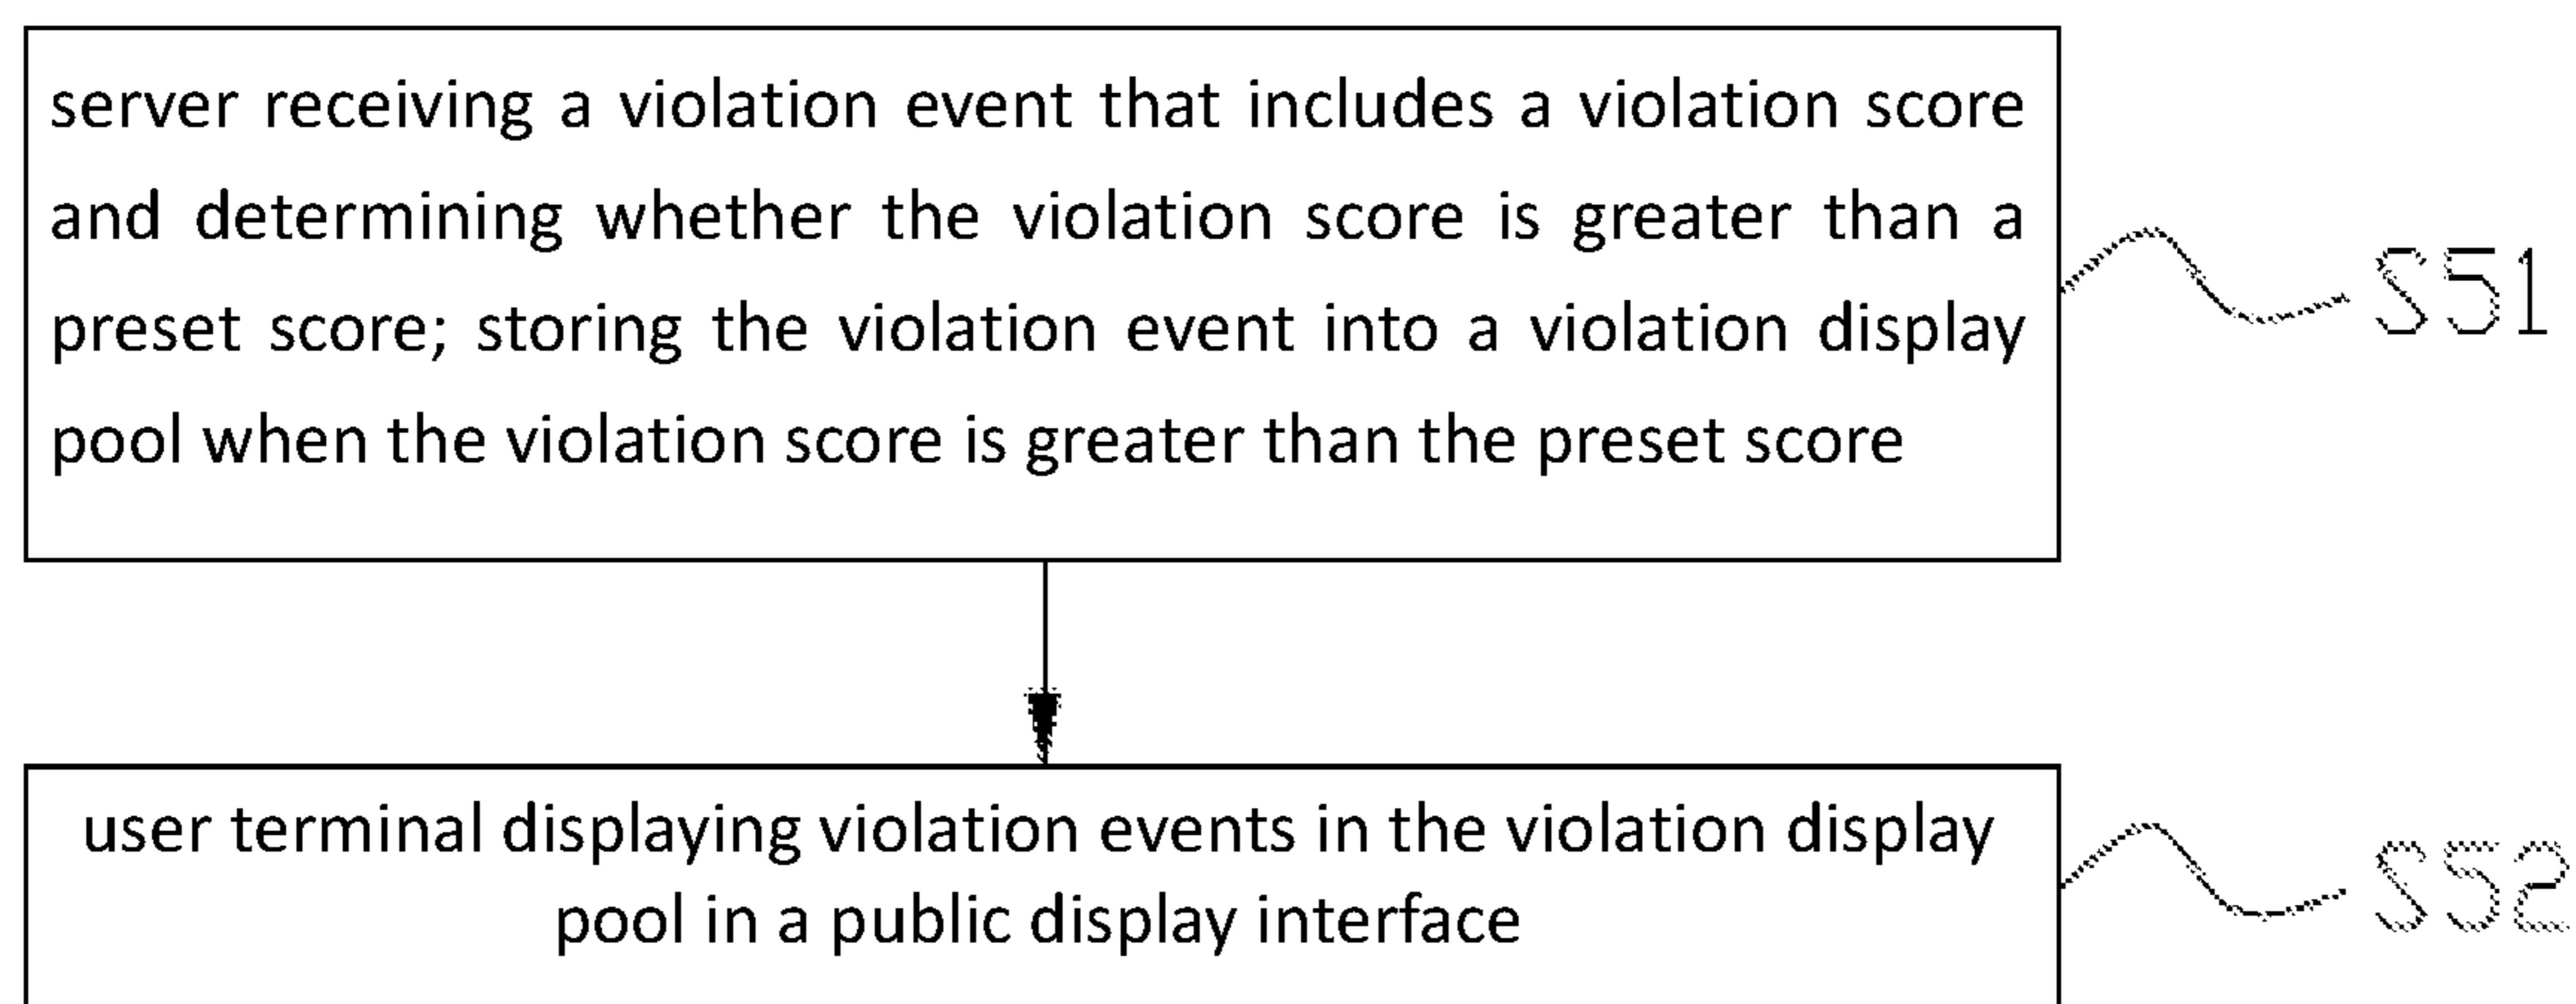 server receiving a violation event that includes a violation score
and determining whether the violation score is greater than a
preset score; storing the violation event into a violation display
pool when the violation score is greater than the preset score
S51
user terminal displaying violation events in the violation display
pool in a public display interface
S52